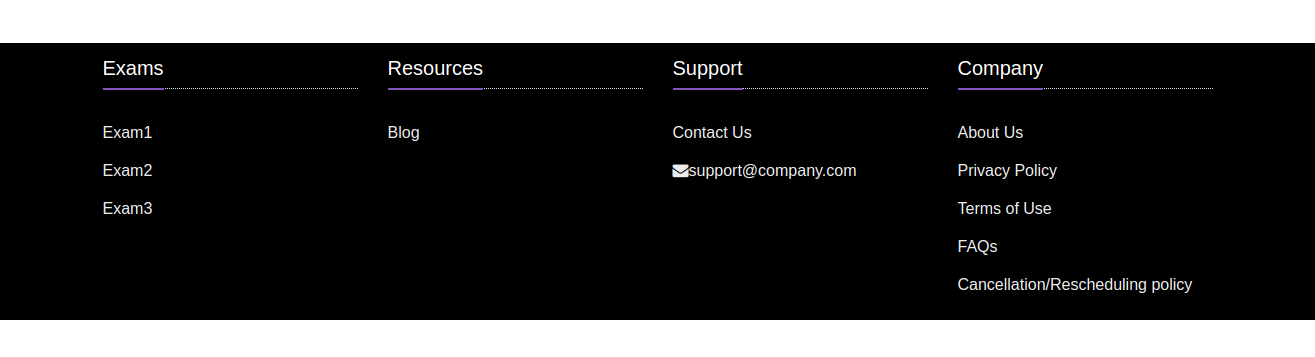 Exams
Exam1
Exam2
Exam3
Resources
Blog
Support
Contact Us
support@company.com
Company
About Us
Privacy Policy
Terms of Use
FAQs
Cancellation/Rescheduling policy